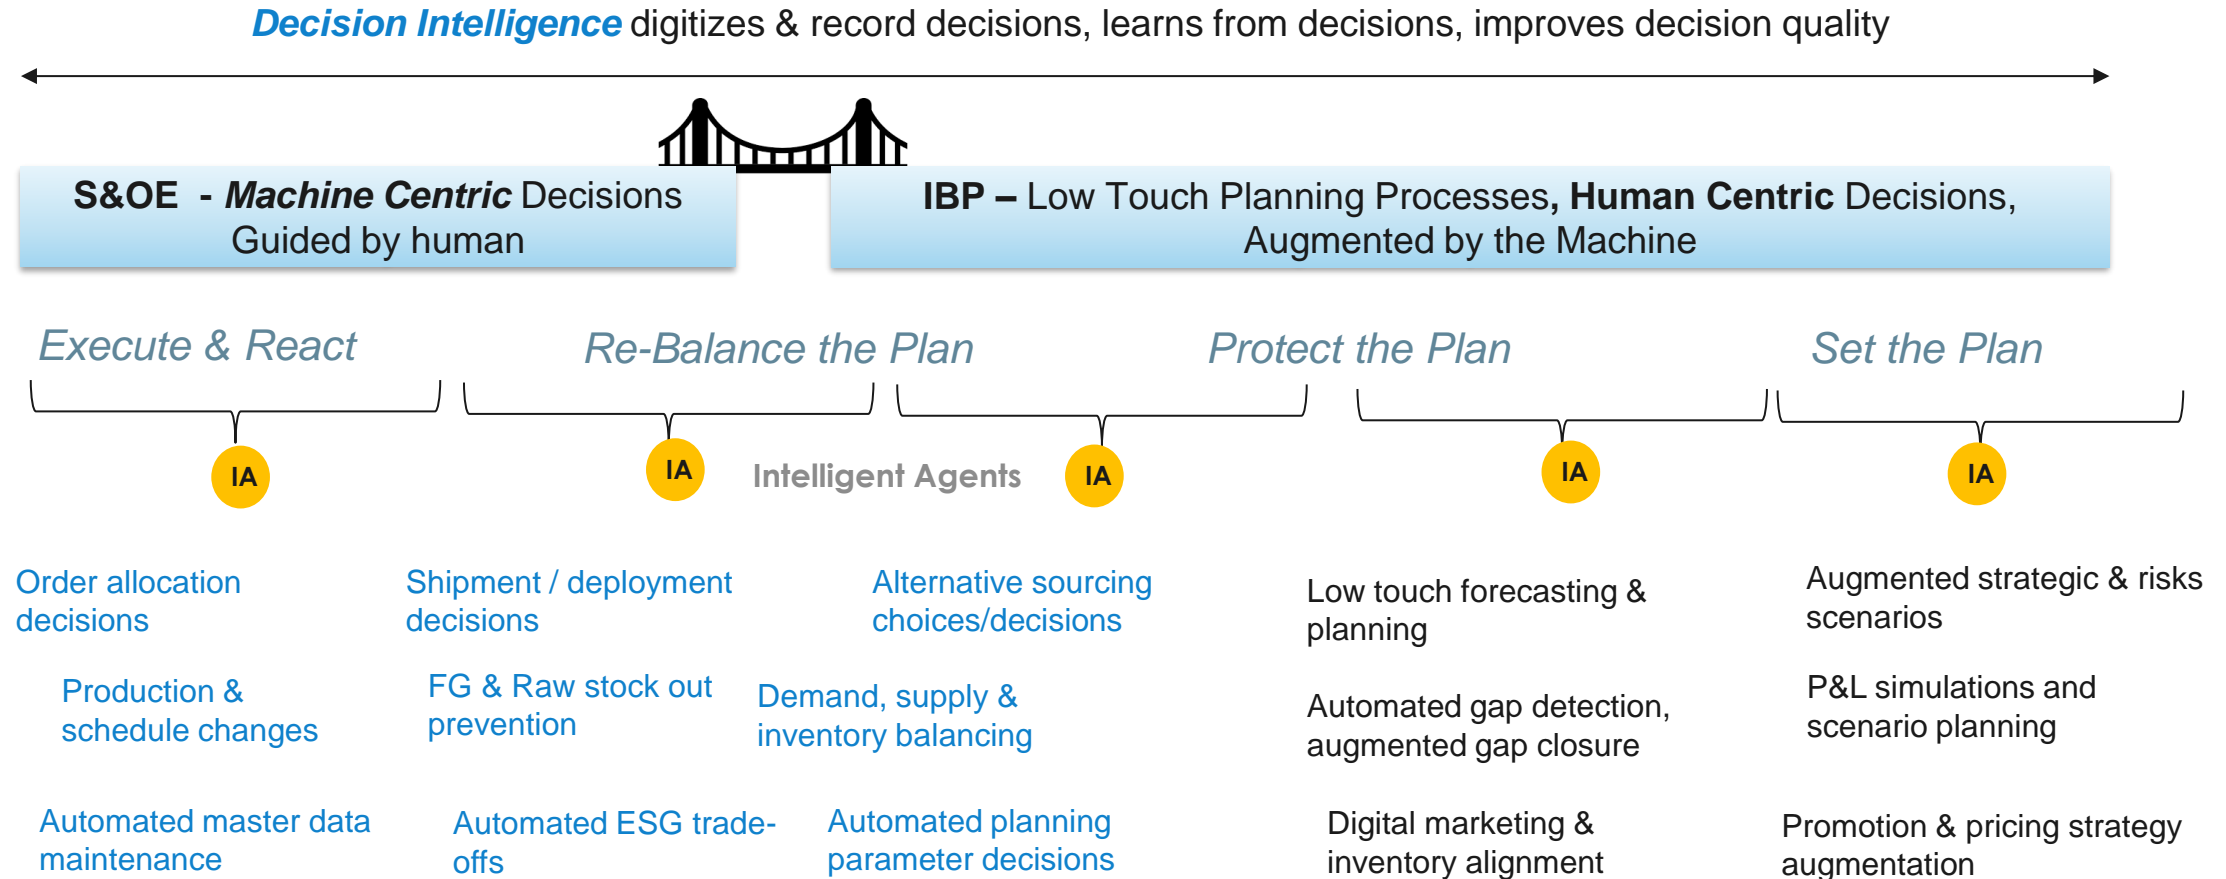 Decision Intelligence digitizes & record decisions, learns from decisions, improves decision quality
S&OE - Machine Centric Decisions
Guided by human
IBP – Low Touch Planning Processes, Human Centric Decisions,
Augmented by the Machine
Execute & React
Re-Balance the Plan
Protect the Plan
Set the Plan
IA
IA
Intelligent Agents
IA
IA
IA
Order allocation
decisions
Shipment / deployment
decisions
Alternative sourcing
choices/decisions
Low touch forecasting &
planning
Augmented strategic & risks
scenarios
Production &
schedule changes
FG & Raw stock out
prevention
Demand, supply &
inventory balancing
Automated gap detection,
augmented gap closure
P&L simulations and
scenario planning
Automated master data
maintenance
Automated ESG trade-
offs
Automated planning
parameter decisions
Digital marketing &
inventory alignment
Promotion & pricing strategy
augmentation